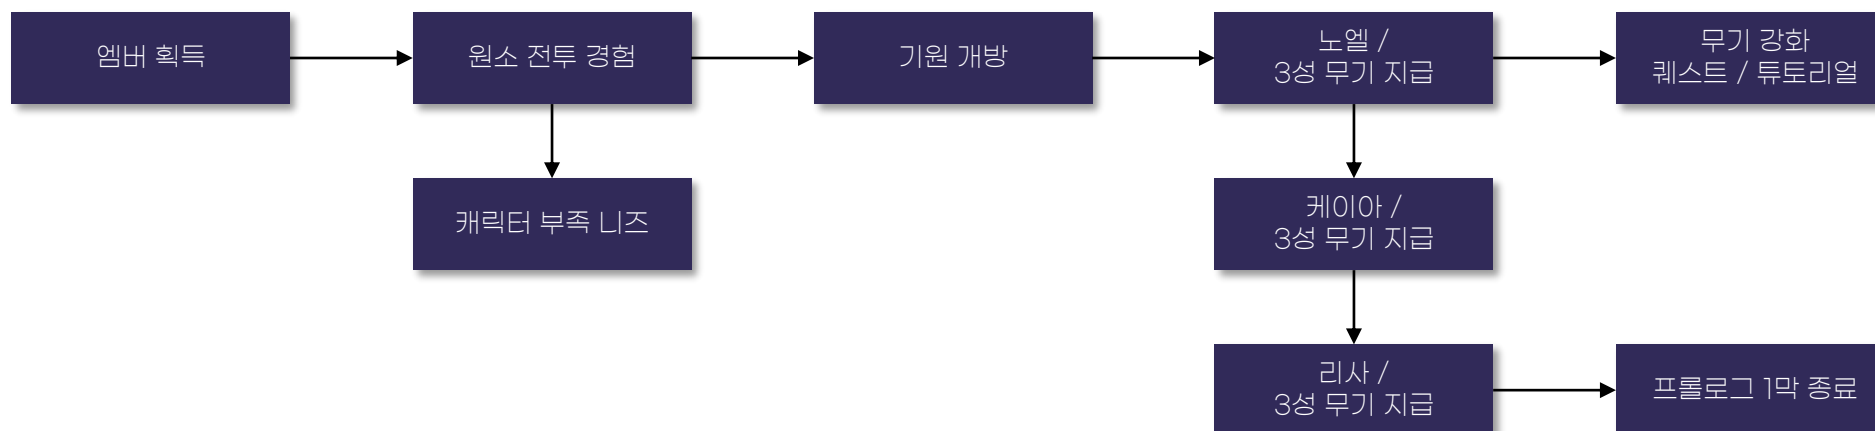 엠버 획득
원소 전투 경험
기원 개방
노엘 /
3성 무기 지급
무기 강화
퀘스트 / 튜토리얼
캐릭터 부족 니즈
케이아 /
3성 무기 지급
리사 /
3성 무기 지급
프롤로그 1막 종료